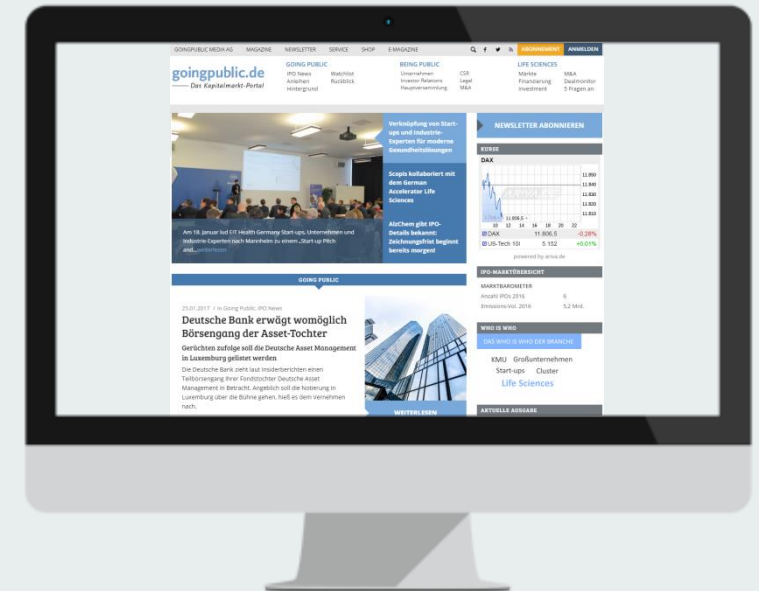 GOINGPUBLIC MEDIA AG MAGAZINE NEWSLETTER SERVICE SHOP E-MAGAZINE ABONNEMENT ANMELDEN
goingpublic.de
Das Kapitalmarkt-Portal
GOING PUBLIC
IPO News Watchlist
Anleihen Rückblick
Hintergrund
BEING PUBLIC
Unternehmen CSR
Investor Relations Legal
Hauptversammlung M&A
LIFE SCIENCES
Märkte M&A
Finanzierung Dealmonitor
Investment 5 Fragen an
Am 18. Januar lud EIT Health Germany Start-ups, Unternehmen und
Industrie-Experten nach Mannheim zu einem „Start-up Pitch
and...weiterlesen
Verknüpfung von Start-
ups und Industrie-
Experten für moderne
Gesundheitslösungen
Scopis kollaboriert mit
dem German
Accelerator Life
Sciences
AlzChem gibt IPO-
Details bekannt:
Zeichnungsfrist beginnt
bereits morgen!
NEWSLETTER ABONNIEREN
KURSE
DAX
11.850
11.840
11.830
11.820
11.810
11.806,5
10 12 14 16 18 20 22
DAX 11.806,5 -0,28%
US-Tech 100 5.152 +0,01%
powered by ariva.de
GOING PUBLIC
25.01.2017 / in Going Public, IPO News
Deutsche Bank erwägt womöglich
Börsengang der Asset-Tochter
Gerüchten zufolge soll die Deutsche Asset Management
in Luxemburg gelistet werden
Die Deutsche Bank zieht laut Insiderberichten einen
Teilbörsengang ihrer Fondstochter Deutsche Asset
Management in Betracht. Angeblich soll die Notierung in
Luxemburg über die Bühne gehen, hieß es dem Vernehmen
nach.
WEITERLESEN
IPO-MARKTÜBERSICHT
MARKTBAROMETER
Anzahl IPOs 2016 6
Emissions-Vol. 2016 5,2 Mrd.
WHO IS WHO
DAS WHO IS WHO DER BRANCHE
KMU Großunternehmen
Start-ups Cluster
Life Sciences
AKTUELLE AUSGABE